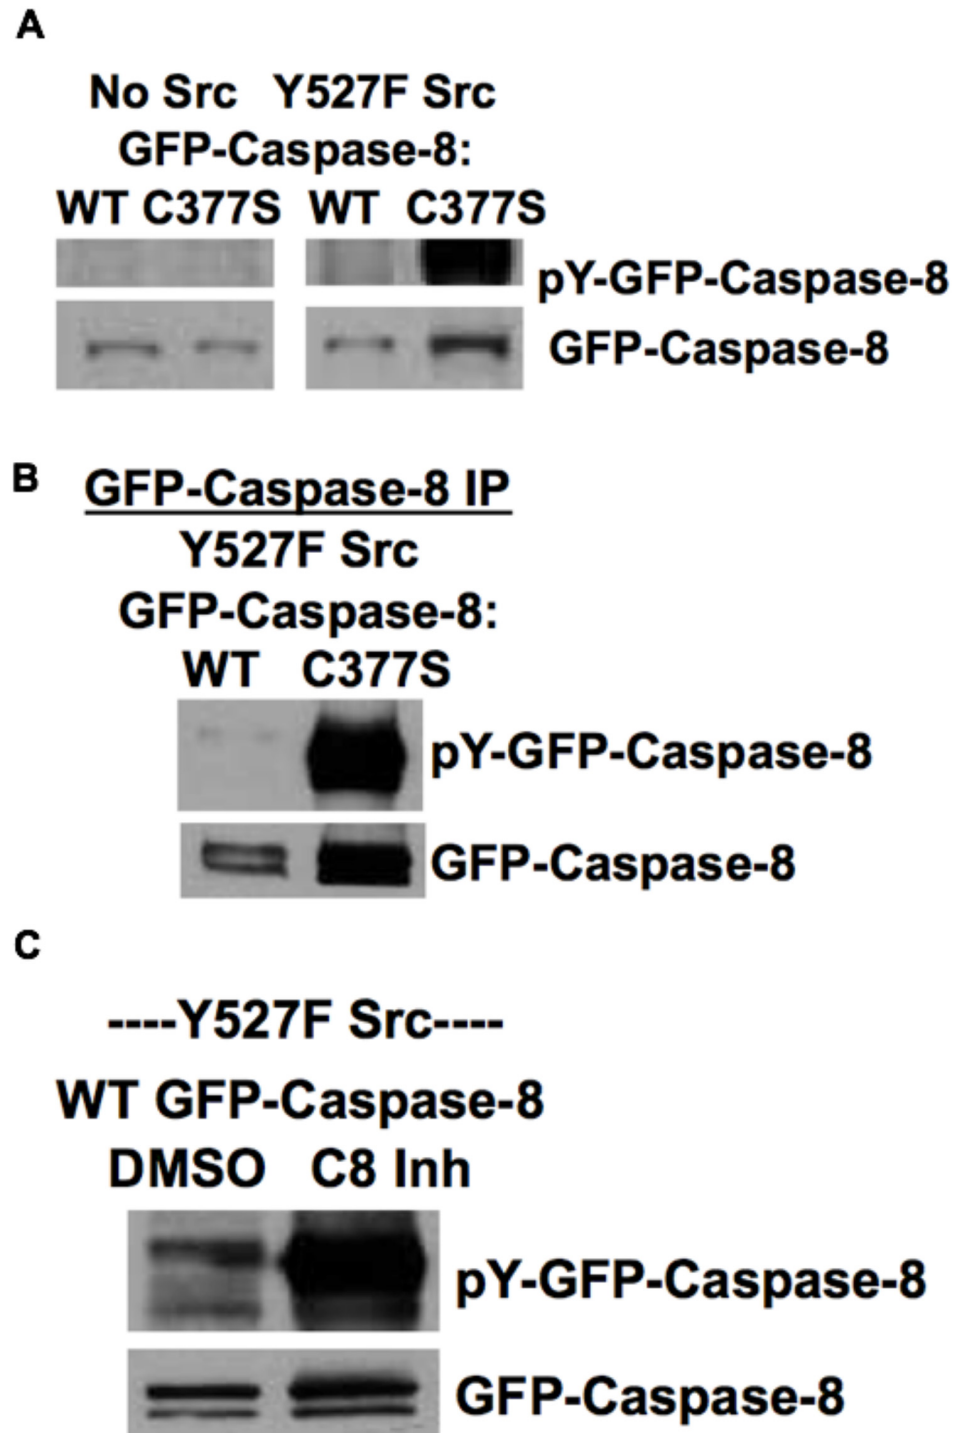 A
No Src Y527F Src
GFP-Caspase-8:
WT C377S WT C377S
pY-GFP-Caspase-8
GFP-Caspase-8
B
GFP-Caspase-8 IP
Y527F Src
GFP-Caspase-8:
WT C377S
pY-GFP-Caspase-8
GFP-Caspase-8
C
----Y527F Src----
WT GFP-Caspase-8
DMSO C8 Inh
pY-GFP-Caspase-8
GFP-Caspase-8